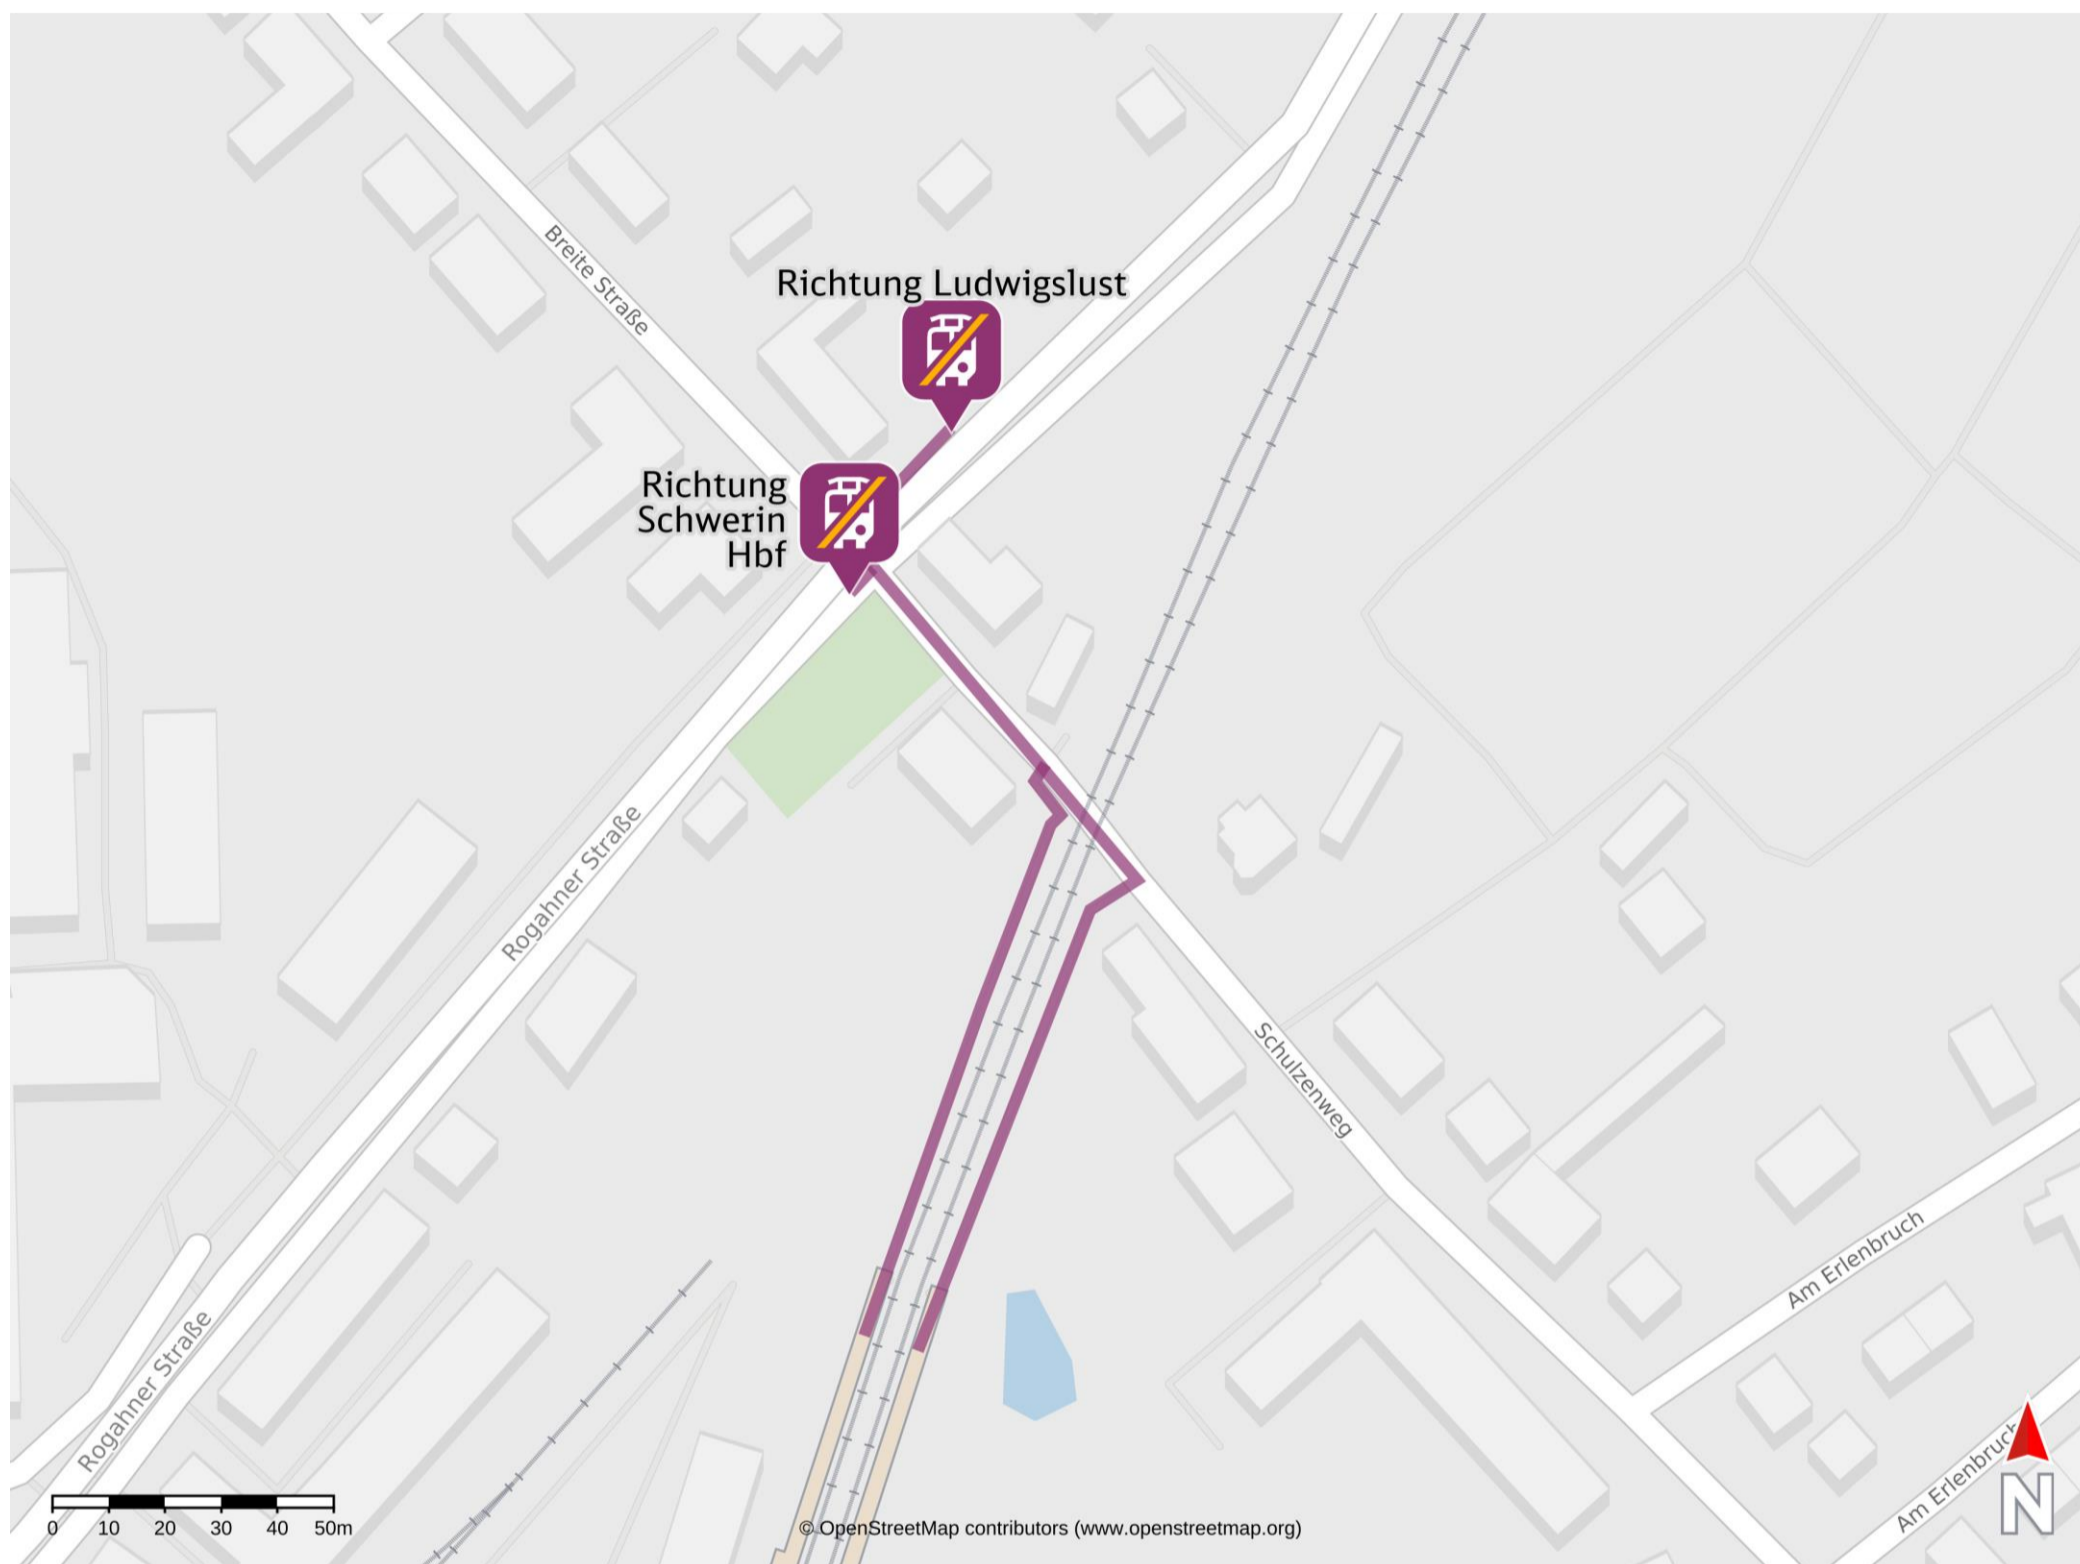 Breite Straße
Richtung Ludwigslust
Richtung
Schwerin
Hbf
Rogahner Straße
Schulzenweg
Am Erlenbruch
Rogahner Straße
Am Erlenbruch
N
0 10 20 30 40 50m
© OpenStreetMap contributors (www.openstreetmap.org)